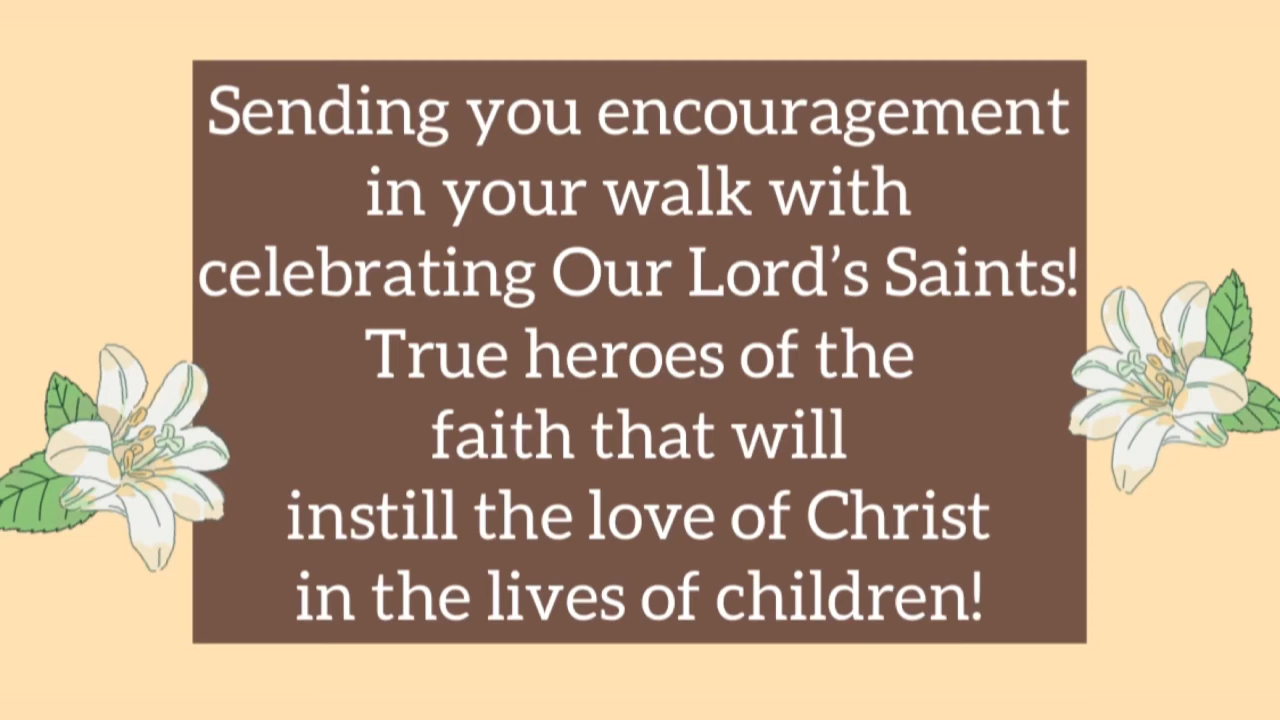 Sending you encouragement
in your walk with
celebrating Our Lord’s Saints!
True heroes of the
faith that will
instill the love of Christ
in the lives of children!